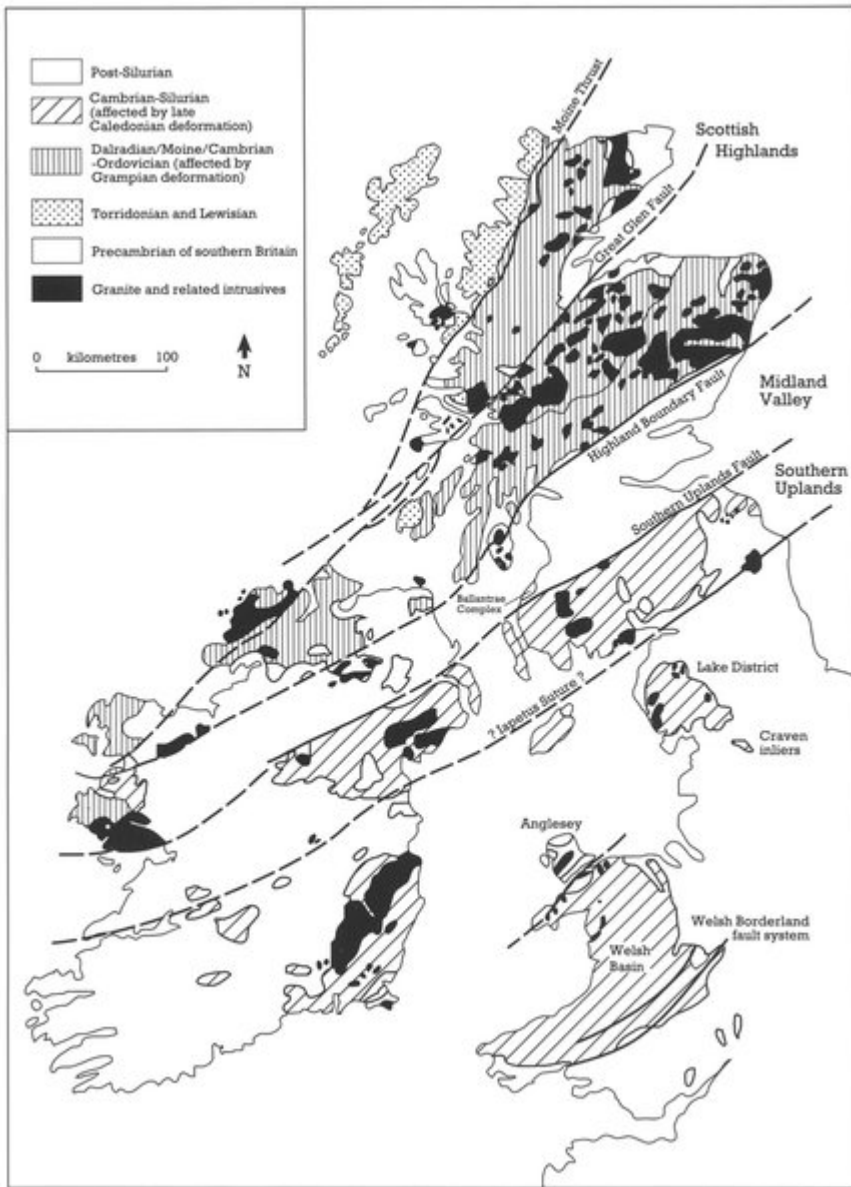 Post-Silurian
Cambrian-Silurian
(affected by late
Caledonian deformation)
Dalradian/Moine/Cambrian
-Ordovician (affected by
Grampian deformation)
Torridonian and Lewisian
Precambrian of southern Britain
Granite and related intrusives
0 kilometres 100
N
Moine Thrust
Scottish
Highlands
Great Glen Fault
Highland Boundary Fault
Midland
Valley
Southern Uplands Fault
Southern
Uplands
Ballantrae
Complex
? Iapetus Suture ?
Lake District
Craven
inliers
Anglesey
Welsh Borderland
fault system
Welsh
Basin